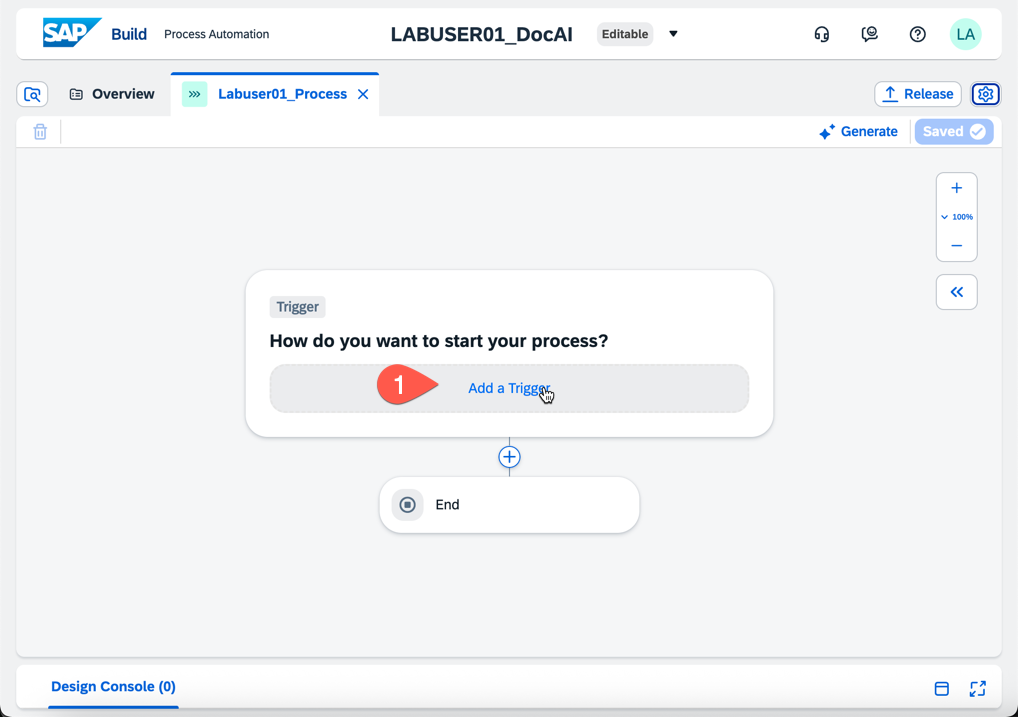 SAP Build Process Automation LABUSER01_DocAI Editable LA
Overview Labuser01_Process Release
Generate Saved
100%
Trigger
How do you want to start your process?
1 Add a Trigger
End
Design Console (0)